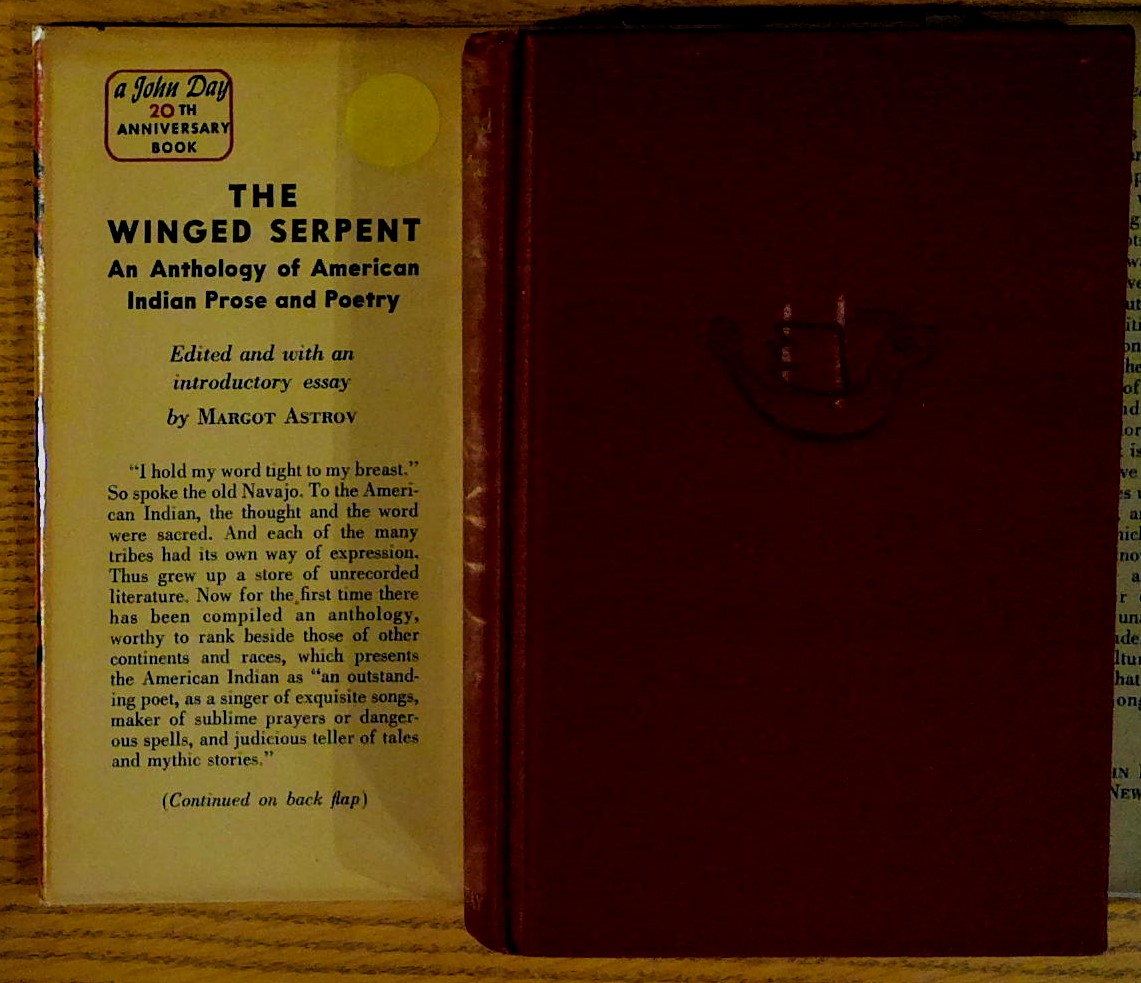 a John Day
20TH
ANNIVERSARY
BOOK
THE
WINGED SERPENT
An Anthology of American
Indian Prose and Poetry
Edited and with an
introductory essay
by MARGOT ASTROV
“I hold my word tight to my breast.”
So spoke the old Navajo. To the Ameri-
can Indian, the thought and the word
were sacred. And each of the many
tribes had its own way of expression.
Thus grew up a store of unrecorded
literature. Now for the first time there
has been compiled an anthology,
worthy to rank beside those of other
continents and races, which presents
the American Indian as “an outstand-
ing poet, as a singer of exquisite songs,
maker of sublime prayers or danger-
ous spells, and judicious teller of tales
and mythic stories.”
(Continued on back flap)